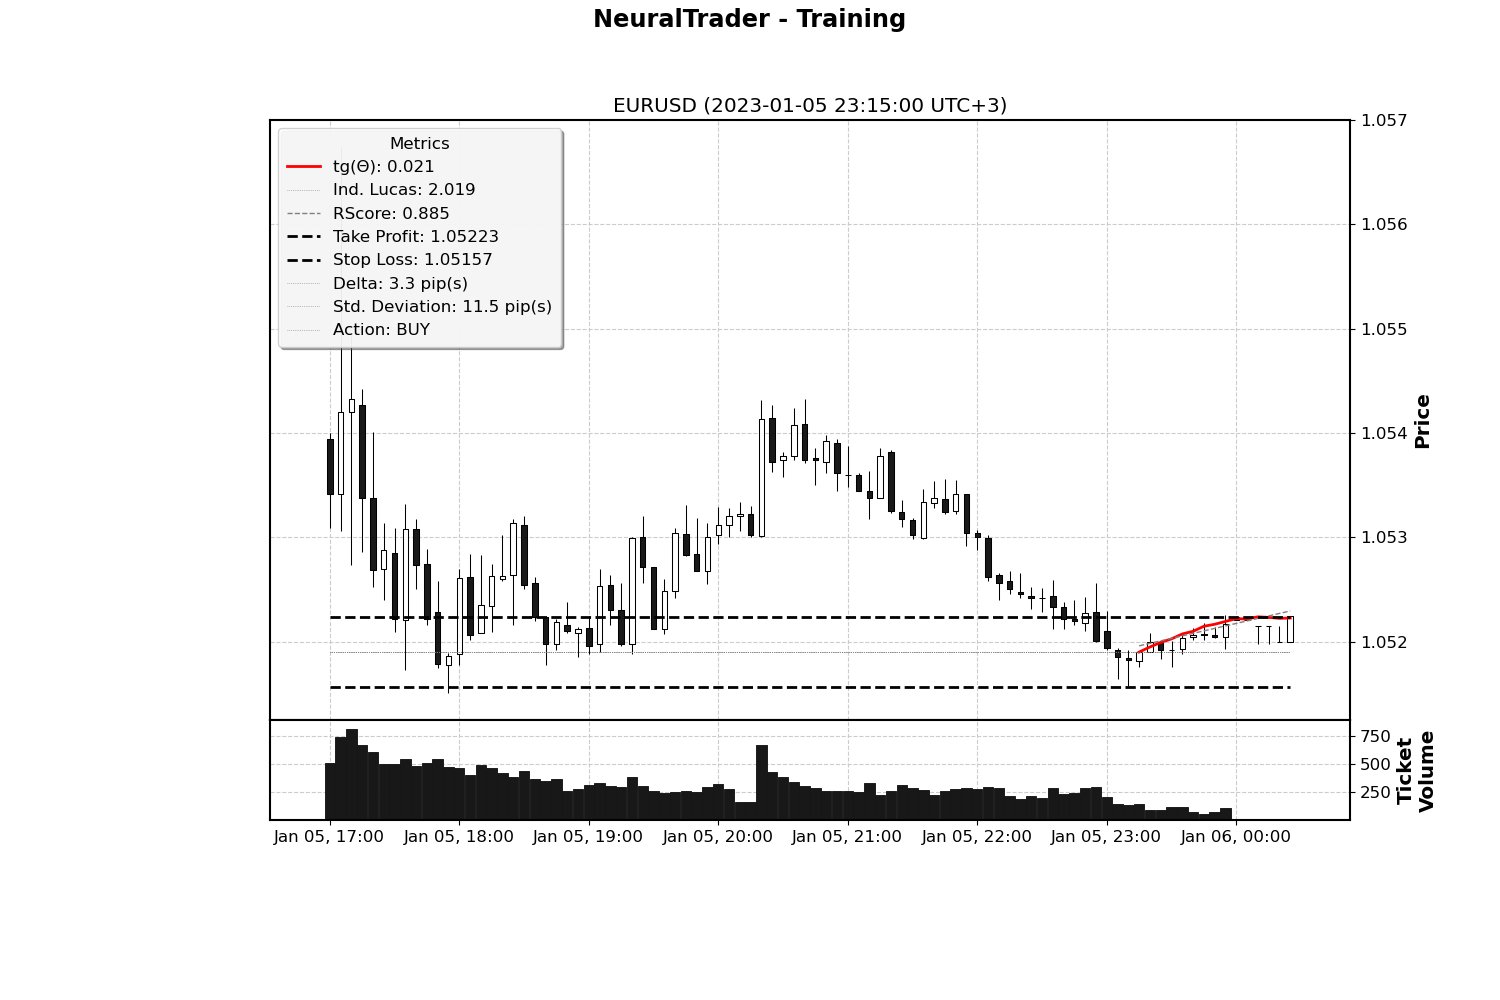 NeuralTrader - Training
EURUSD (2023-01-05 23:15:00 UTC+3)
Metrics
tg(Θ): 0.021
Ind. Lucas: 2.019
RScore: 0.885
Take Profit: 1.05223
Stop Loss: 1.05157
Delta: 3.3 pip(s)
Std. Deviation: 11.5 pip(s)
Action: BUY
1.057
1.056
1.055
1.054
1.053
1.052
Price
750
500
250
Ticket
Volume
Jan 05, 17:00
Jan 05, 18:00
Jan 05, 19:00
Jan 05, 20:00
Jan 05, 21:00
Jan 05, 22:00
Jan 05, 23:00
Jan 06, 00:00